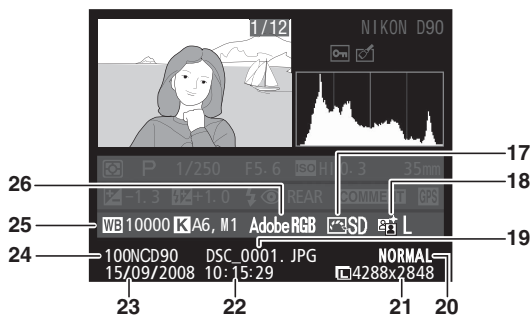 1/12 NIKON D90
17
P 1/250 F5.6 ISO HI 0.3 35mm
-1.3 +1.0 REAR COMMENT GPS
26 18
25 WB 10000 K A6, M1 Adobe RGB SD L
19
24 100NCD90 DSC_0001.JPG NORMAL
15/09/2008 10:15:29 L 4288x2848
23 22 21 20